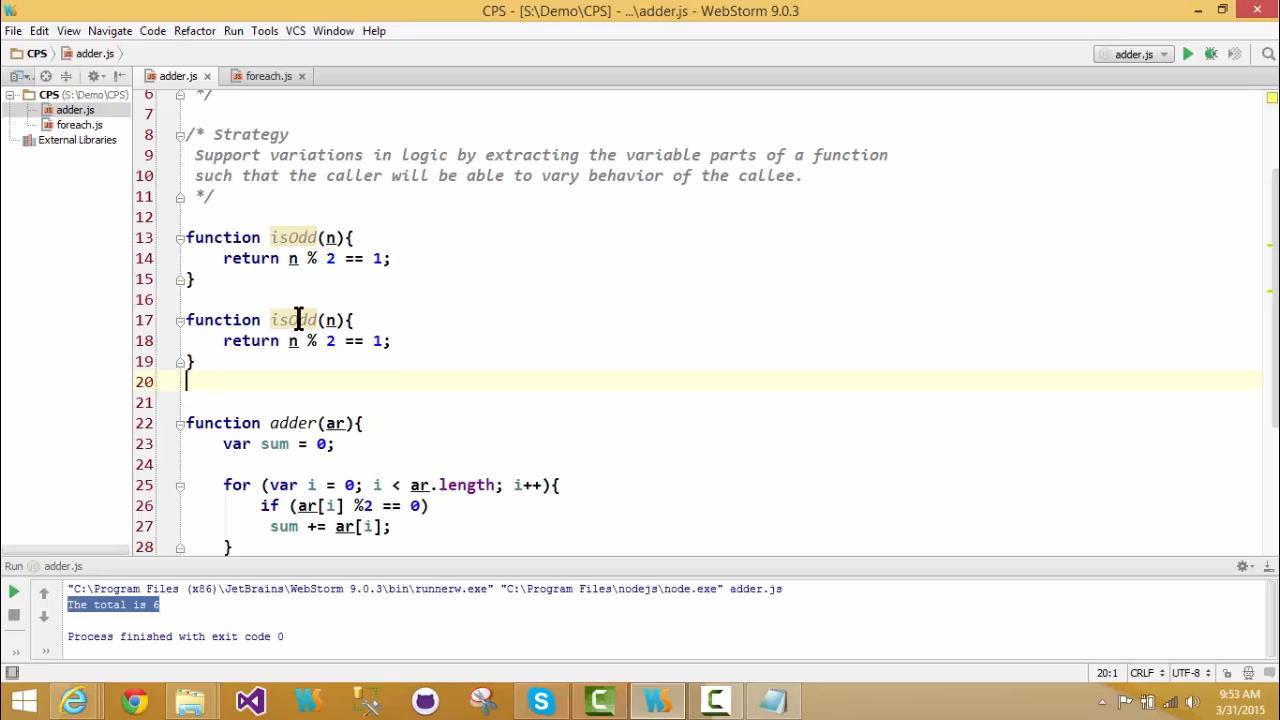 CPS - [S:\Demo\CPS] - ...\adder.js - WebStorm 9.0.3
File Edit View Navigate Code Refactor Run Tools VCS Window Help
CPS adder.js
adder.js
adder.js foreach.js
CPS (S:\Demo\CPS)
adder.js
foreach.js
External Libraries
6 */
7
8 /* Strategy
9 Support variations in logic by extracting the variable parts of a function
10 such that the caller will be able to vary behavior of the callee.
11 */
12
13 function isOdd(n){
14 return n % 2 == 1;
15 }
16
17 function isOdd(n){
18 return n % 2 == 1;
19 }
20
21
22 function adder(ar){
23 var sum = 0;
24
25 for (var i = 0; i < ar.length; i++){
26 if (ar[i] %2 == 0)
27 sum += ar[i];
28 }
Run adder.js
"C:\Program Files (x86)\JetBrains\WebStorm 9.0.3\bin\runnerw.exe" "C:\Program Files\nodejs\node.exe" adder.js
The total is 6
Process finished with exit code 0
20:1 CRLF UTF-8
9:53 AM
3/31/2015